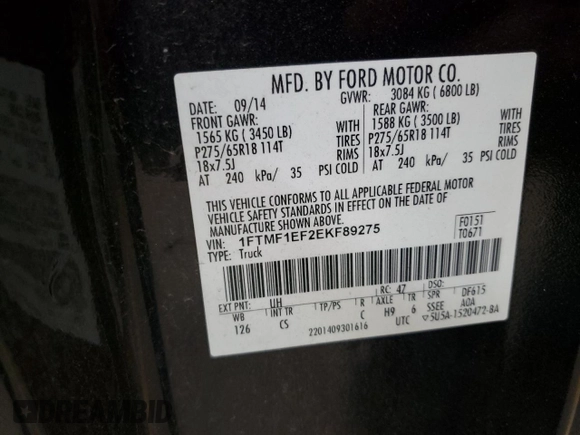 MFD. BY FORD MOTOR CO.
DATE: 09/14 GVWR: 3084 KG ( 6800 LB)
FRONT GAWR: REAR GAWR:
1565 KG ( 3450 LB) WITH 1588 KG ( 3500 LB) WITH
P275/65R18 114T TIRES P275/65R18 114T TIRES
18x7.5J RIMS 18x7.5J RIMS
AT 240 kPa/ 35 PSI COLD AT 240 kPa/ 35 PSI COLD
THIS VEHICLE CONFORMS TO ALL APPLICABLE FEDERAL MOTOR
VEHICLE SAFETY STANDARDS IN EFFECT ON THE DATE OF
MANUFACTURE SHOWN ABOVE.
VIN: 1FTMF1EF2EKF89275 F0151
TYPE: Truck T0671
EXT PNT: UH RC: 47 DSO:
WB INT TR TP/PS R AXLE TR SPR DF615
126 CS C H9 6 SSEE AOA
2201409301616 UTC 5U5A-1520472-BA
DREAMBID